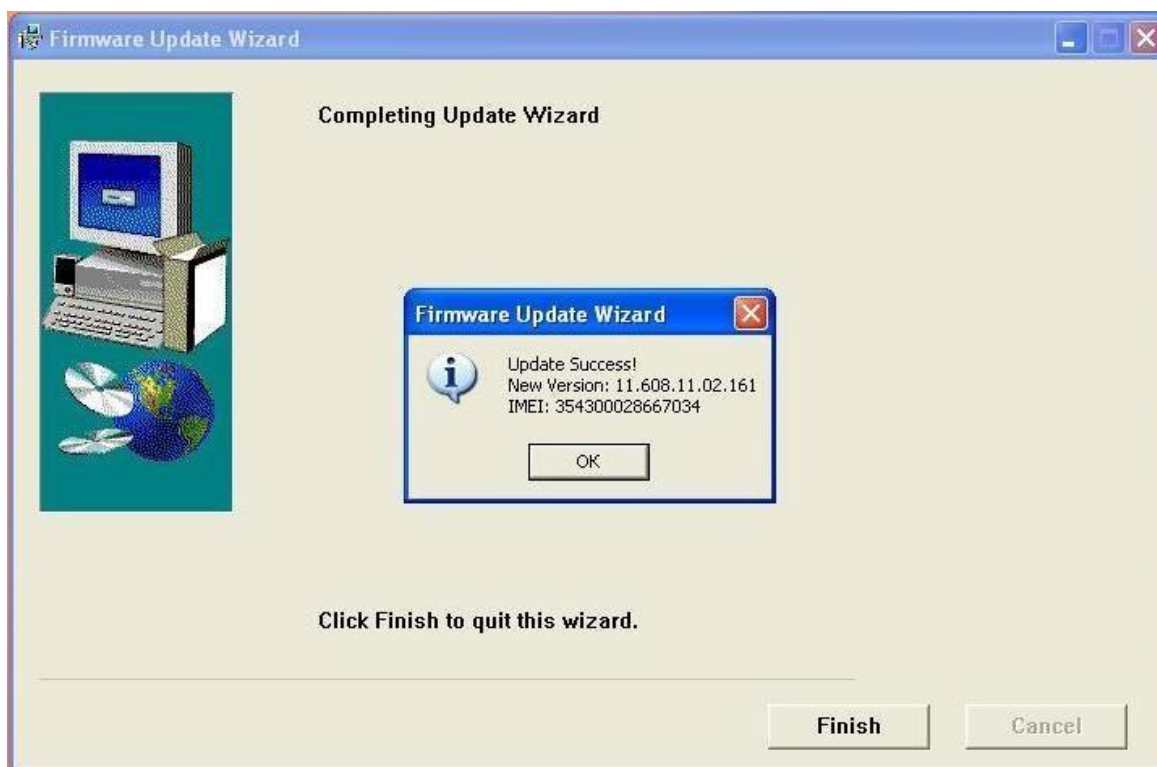 Firmware Update Wizard
Completing Update Wizard
Firmware Update Wizard
Update Success!
New Version: 11.608.11.02.161
IMEI: 354300028667034
OK
Click Finish to quit this wizard.
Finish
Cancel